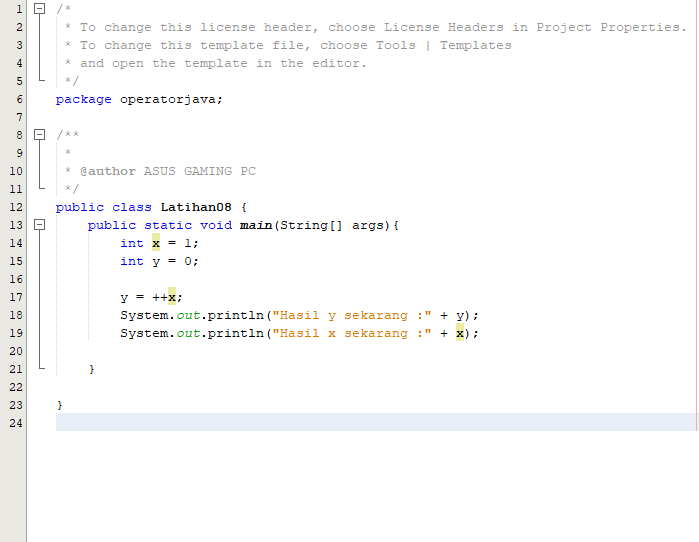 1 /*
2 * To change this license header, choose License Headers in Project Properties.
3 * To change this template file, choose Tools | Templates
4 * and open the template in the editor.
5 */
6 package operatorjava;
7
8 /**
9 *
10 * @author ASUS GAMING PC
11 */
12 public class Latihan08 {
13 public static void main(String[] args){
14 int x = 1;
15 int y = 0;
16
17 y = ++x;
18 System.out.println("Hasil y sekarang :" + y);
19 System.out.println("Hasil x sekarang :" + x);
20
21 }
22
23 }
24